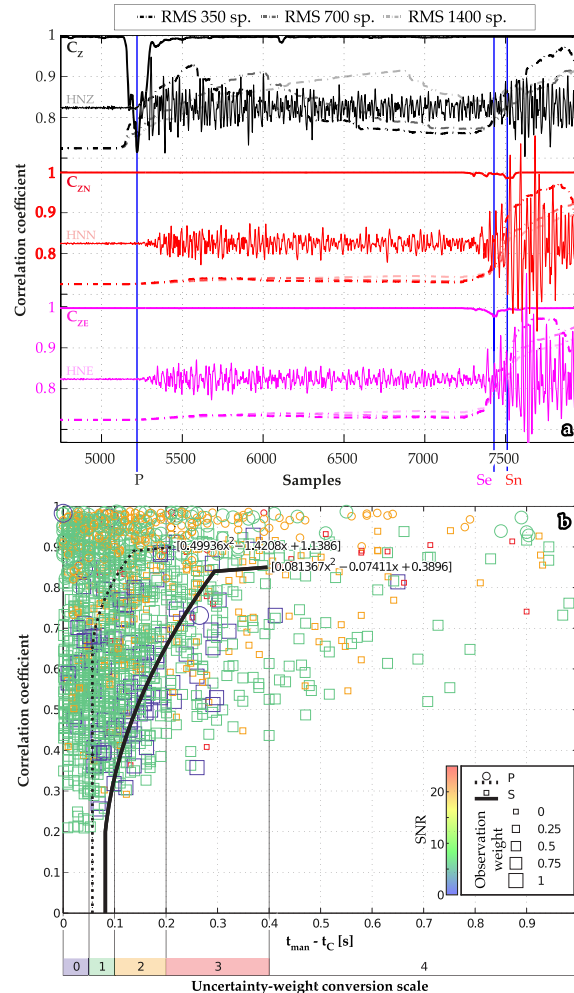 RMS 350 sp. RMS 700 sp. RMS 1400 sp.
1 C_Z
0.9
HNZ
0.8
1 C_ZN
0.9
HNN
0.8
1 C_ZE
0.9
HNE
0.8
Correlation coefficient
a
5000 5500 6000 6500 7000 7500
P Samples Se Sn
b
1
0.9
0.8
0.7
0.6
0.5
0.4
0.3
0.2
0.1
0
Correlation coefficient
[0.49936x² − 1.4208x + 1.1386]
[0.081367x² − 0.07411x + 0.3896]
SNR
20
10
0
P
S
Observation weight
0
0.25
0.5
0.75
1
0 0.1 0.2 0.3 0.4 0.5 0.6 0.7 0.8 0.9
t_man - t_C [s]
0 1 2 3 4
Uncertainty-weight conversion scale